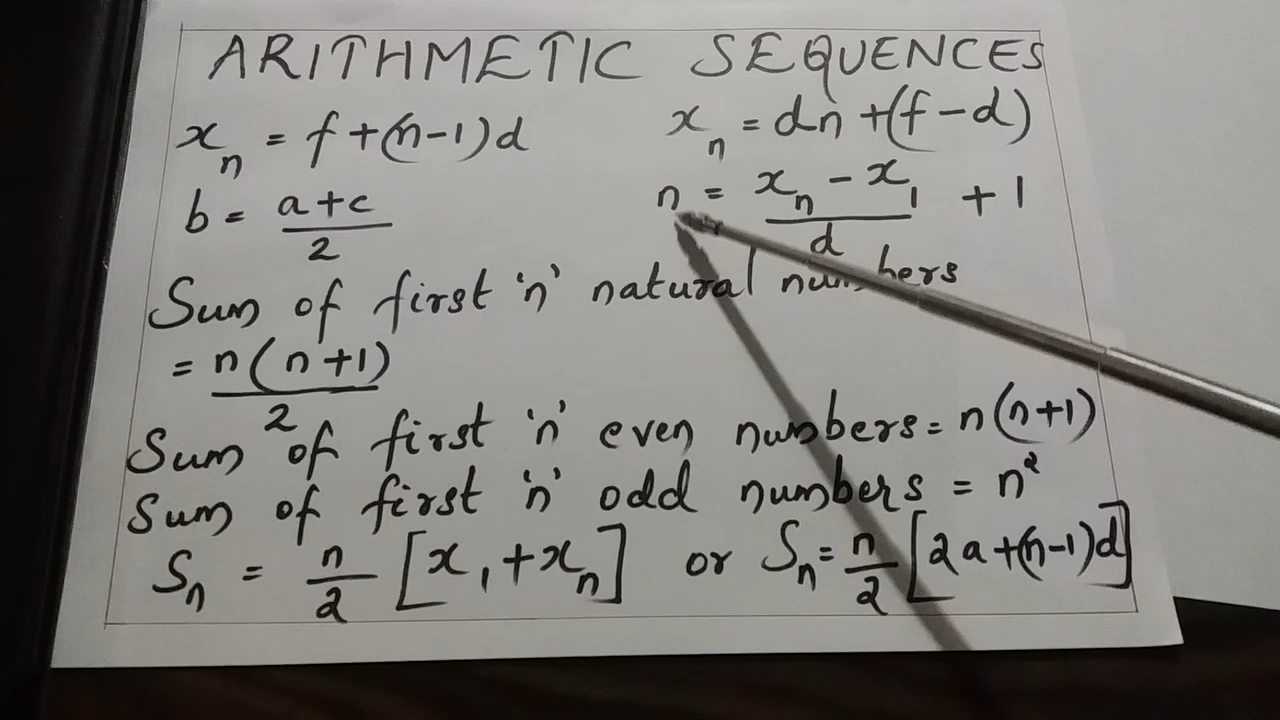 ARITHMETIC SEQUENCES
xₙ = f+(n-1)d xₙ = dn+(f-d)
b = (a+c)/2 n = (xₙ - x₁)/d + 1
Sum of first 'n' natural numbers
= n(n+1)/2
Sum of first 'n' even numbers = n(n+1)
Sum of first 'n' odd numbers = n²
Sₙ = n/2 [x₁+xₙ] or Sₙ = n/2 [2a+(n-1)d]